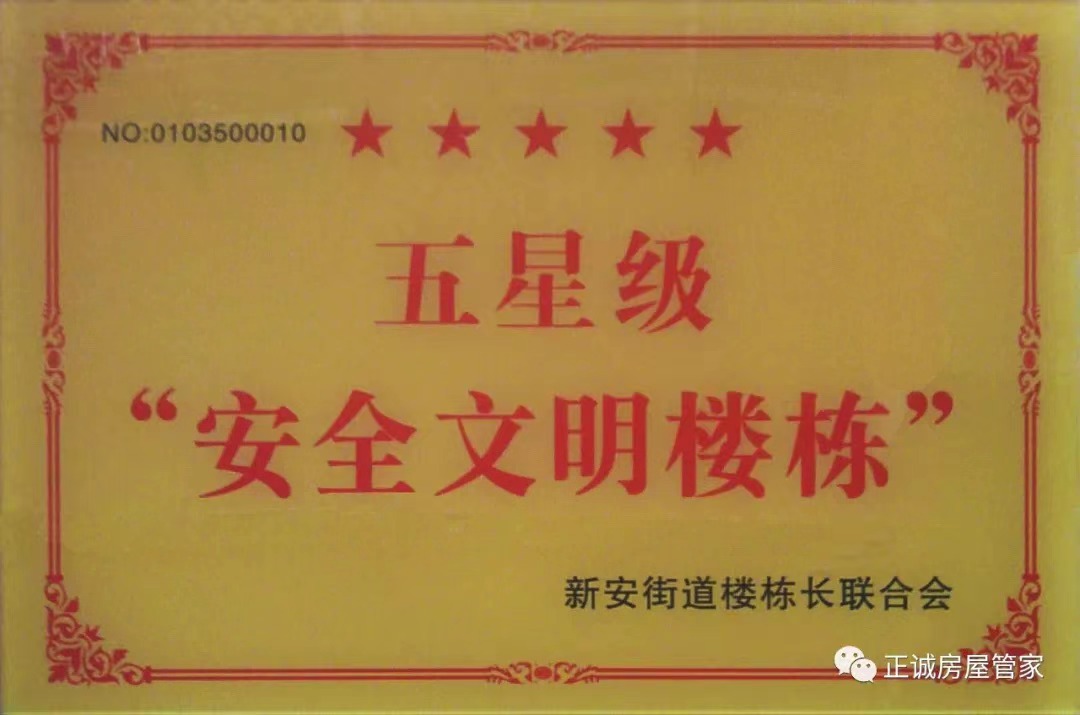 NO:0103500010 ★★★★★
五星级
“安全文明楼栋”
新安街道楼栋长联合会
正诚房屋管家